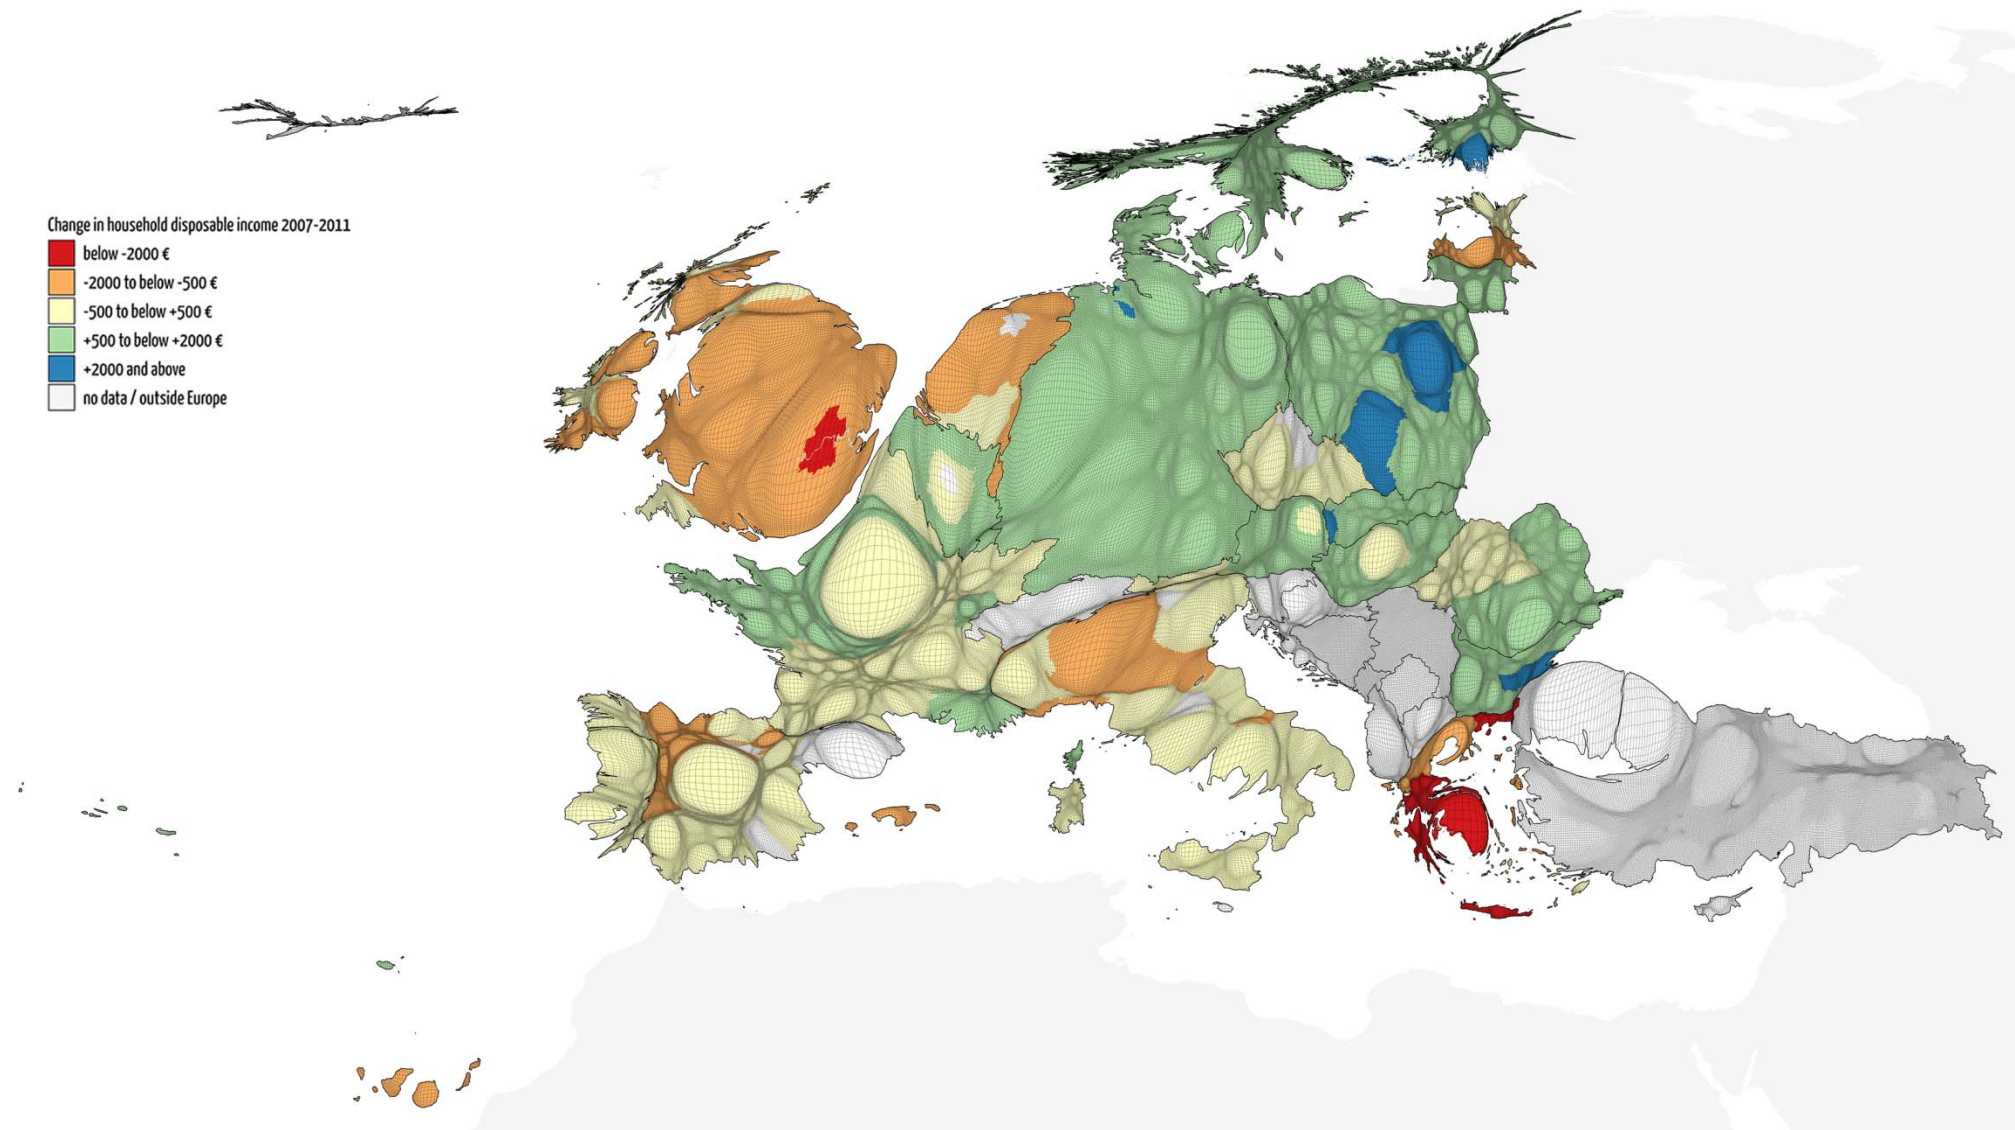 Change in household disposable income 2007-2011
below -2000 €
-2000 to below -500 €
-500 to below +500 €
+500 to below +2000 €
+2000 and above
no data / outside Europe